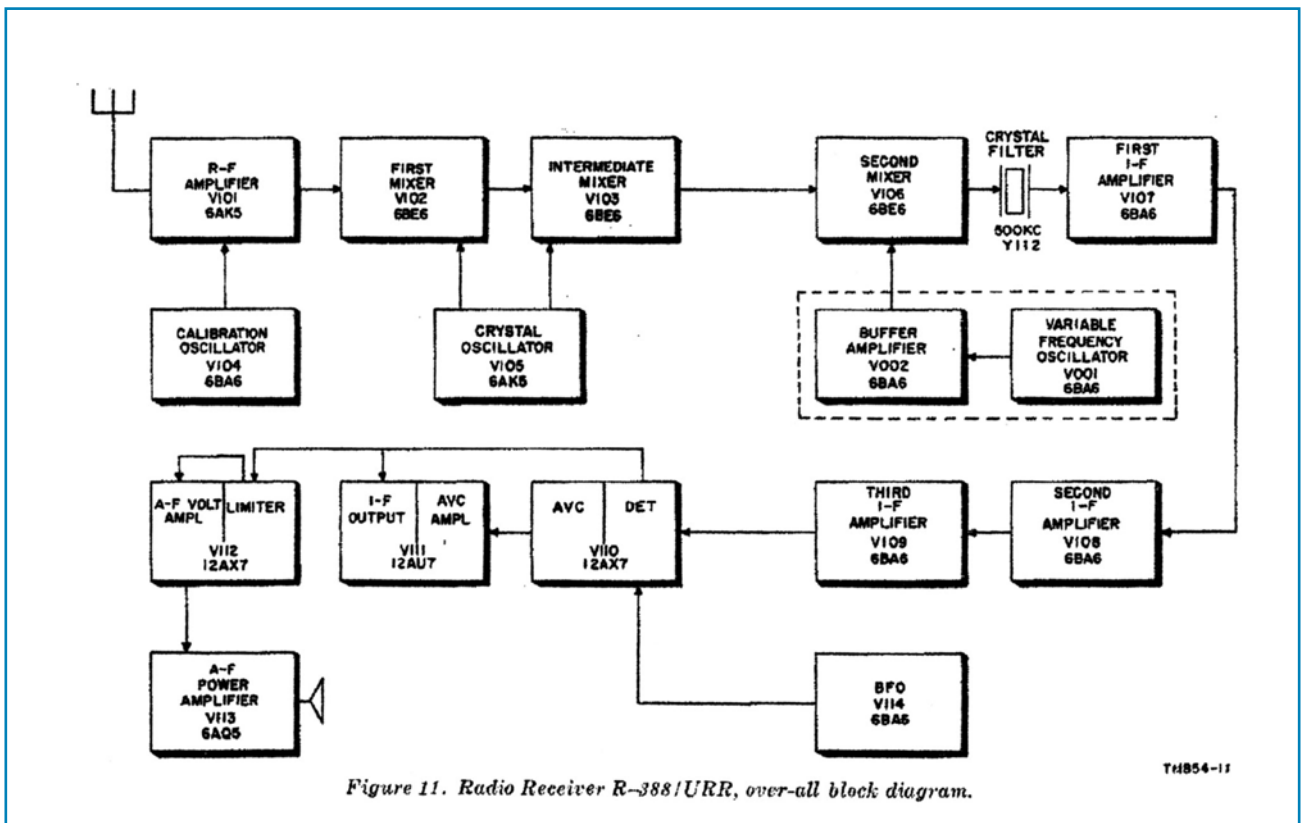 R-F
AMPLIFIER
V101
6AK5
FIRST
MIXER
V102
6BE6
INTERMEDIATE
MIXER
V103
6BE6
SECOND
MIXER
V106
6BE6
CRYSTAL
FILTER
500KC
Y112
FIRST
I-F
AMPLIFIER
V107
6BA6
CALIBRATION
OSCILLATOR
V104
6BA6
CRYSTAL
OSCILLATOR
V105
6AK5
BUFFER
AMPLIFIER
V002
6BA6
VARIABLE
FREQUENCY
OSCILLATOR
V001
6BA6
A-F VOLT
AMPL
LIMITER
V112
12AX7
I-F
OUTPUT
AVC
AMPL
V111
12AU7
AVC
DET
V110
12AX7
THIRD
I-F
AMPLIFIER
V109
6BA6
SECOND
I-F
AMPLIFIER
V108
6BA6
A-F
POWER
AMPLIFIER
V113
6AQ5
BFO
V114
6BA6
TM854-11
Figure 11. Radio Receiver R-388/URR, over-all block diagram.